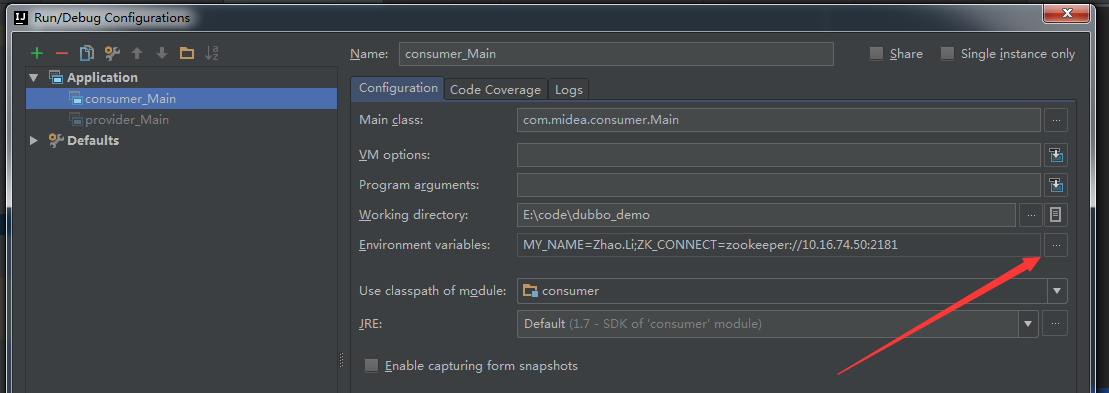 Run/Debug Configurations
Name: consumer_Main Share Single instance only
Application
consumer_Main
provider_Main
Defaults
Configuration Code Coverage Logs
Main class: com.midea.consumer.Main ...
VM options:
Program arguments:
Working directory: E:\code\dubbo_demo ...
Environment variables: MY_NAME=Zhao.Li;ZK_CONNECT=zookeeper://10.16.74.50:2181 ...
Use classpath of module: consumer
JRE: Default (1.7 - SDK of 'consumer' module) ...
Enable capturing form snapshots